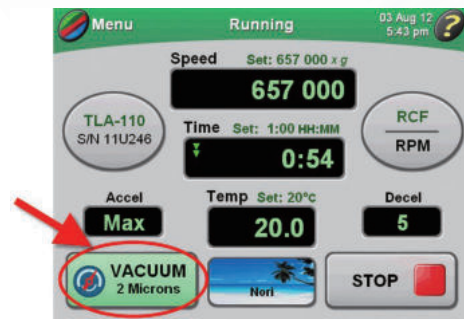 Menu
Running
03 Aug 12
5:43 pm
?
Speed Set: 657 000 x g
657 000
TLA-110
S/N 11U246
Time Set: 1:00 HH:MM
0:54
RCF
RPM
Accel
Max
Temp Set: 20°C
20.0
Decel
5
VACUUM
2 Microns
Nori
STOP